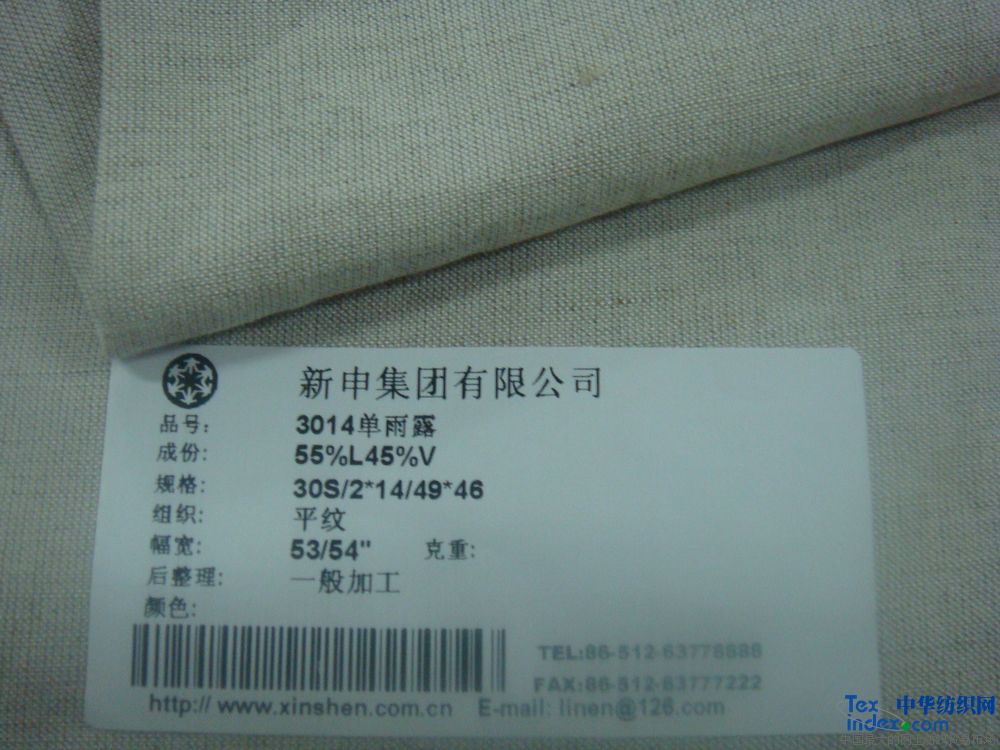 新申集团有限公司
品号: 3014单雨露
成份: 55%L45%V
规格: 30S/2*14/49*46
组织: 平纹
幅宽: 53/54" 克重:
后整理: 一般加工
颜色:
TEL:86-512-63778888
FAX:86-512-63777222
http:// www.xinshen.com.cn E-mail: linen@126.com
Tex 中华纺织网
index.com